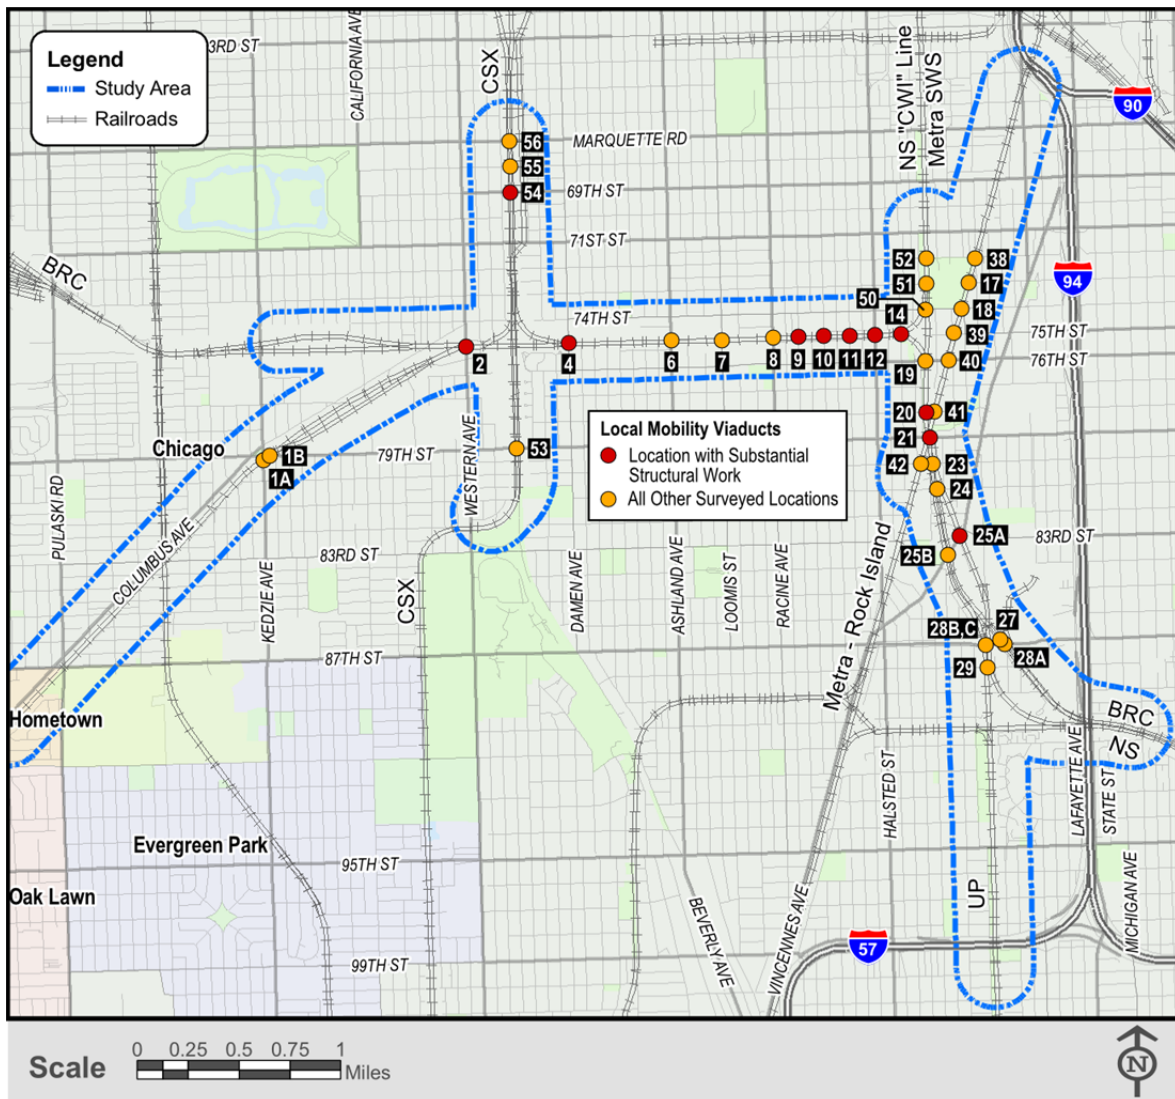 Legend
Study Area
Railroads
3RD ST
CALIFORNIA AVE
CSX
NS "CWI" Line
Metra SWS
90
MARQUETTE RD
56
55
54
69TH ST
71ST ST
BRC
52
38
51
17
94
50
18
14
74TH ST
39
75TH ST
40
76TH ST
2
4
6
7
8
9
10
11
12
19
20
41
21
Local Mobility Viaducts
Location with Substantial
Structural Work
All Other Surveyed Locations
Chicago
1B
1A
79TH ST
WESTERN AVE
53
42
23
24
PULASKI RD
COLUMBUS AVE
KEDZIE AVE
83RD ST
CSX
DAMEN AVE
ASHLAND AVE
LOOMIS ST
RACINE AVE
Metra - Rock Island
25A
83RD ST
25B
27
28B,C
28A
29
87TH ST
Hometown
BRC
NS
HALSTED ST
LAFAYETTE AVE
STATE ST
Evergreen Park
95TH ST
Oak Lawn
BEVERLY AVE
VINCENNES AVE
UP
MICHIGAN AVE
57
99TH ST
Scale
0 0.25 0.5 0.75 1
Miles
N